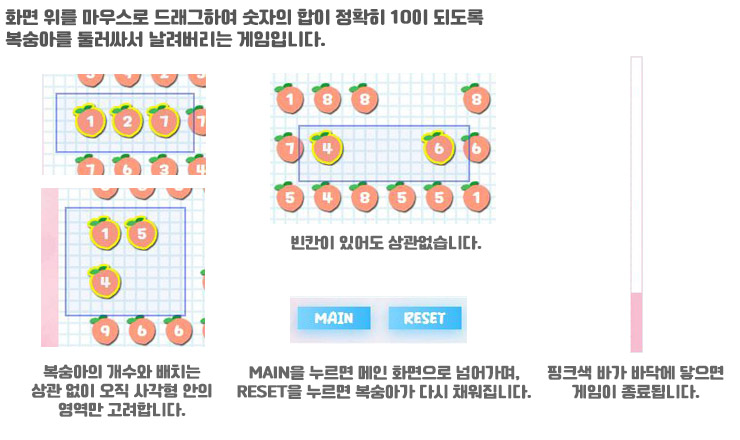 화면 위를 마우스로 드래그하여 숫자의 합이 정확히 10이 되도록
복숭아를 둘러싸서 날려버리는 게임입니다.
1 2 7
7 6 3
1 8 8 8
7 4 6 6
5 4 8 5 5 1
빈칸이 있어도 상관없습니다.
1 5
4
9 6 6
MAIN RESET
복숭아의 개수와 배치는
상관 없이 오직 사각형 안의
영역만 고려합니다.
MAIN을 누르면 메인 화면으로 넘어가며,
RESET을 누르면 복숭아가 다시 채워집니다.
핑크색 바가 바닥에 닿으면
게임이 종료됩니다.